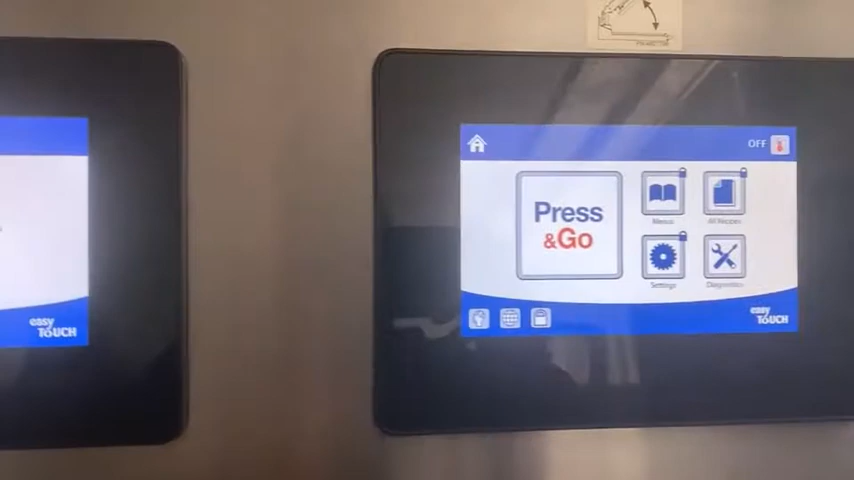 easy
TOUCH
OFF
Press
&Go
Menus
All Recipes
Settings
Diagnostics
easy
TOUCH